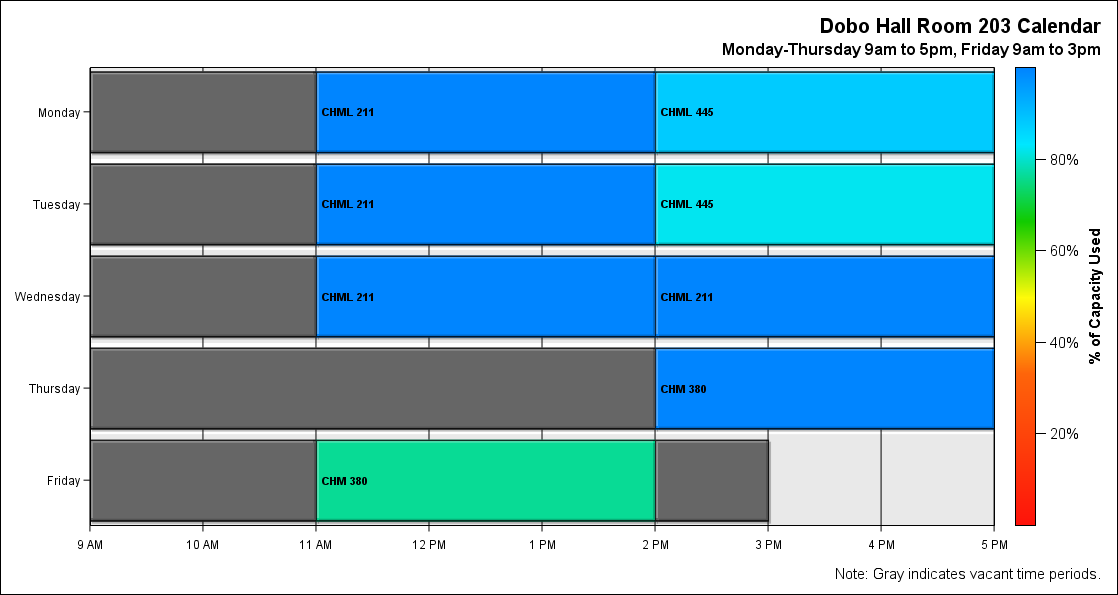 Dobo Hall Room 203 Calendar
Monday-Thursday 9am to 5pm, Friday 9am to 3pm
Monday
CHML 211
CHML 445
Tuesday
CHML 211
CHML 445
Wednesday
CHML 211
CHML 211
Thursday
CHM 380
Friday
CHM 380
9 AM
10 AM
11 AM
12 PM
1 PM
2 PM
3 PM
4 PM
5 PM
80%
60%
40%
20%
% of Capacity Used
Note: Gray indicates vacant time periods.